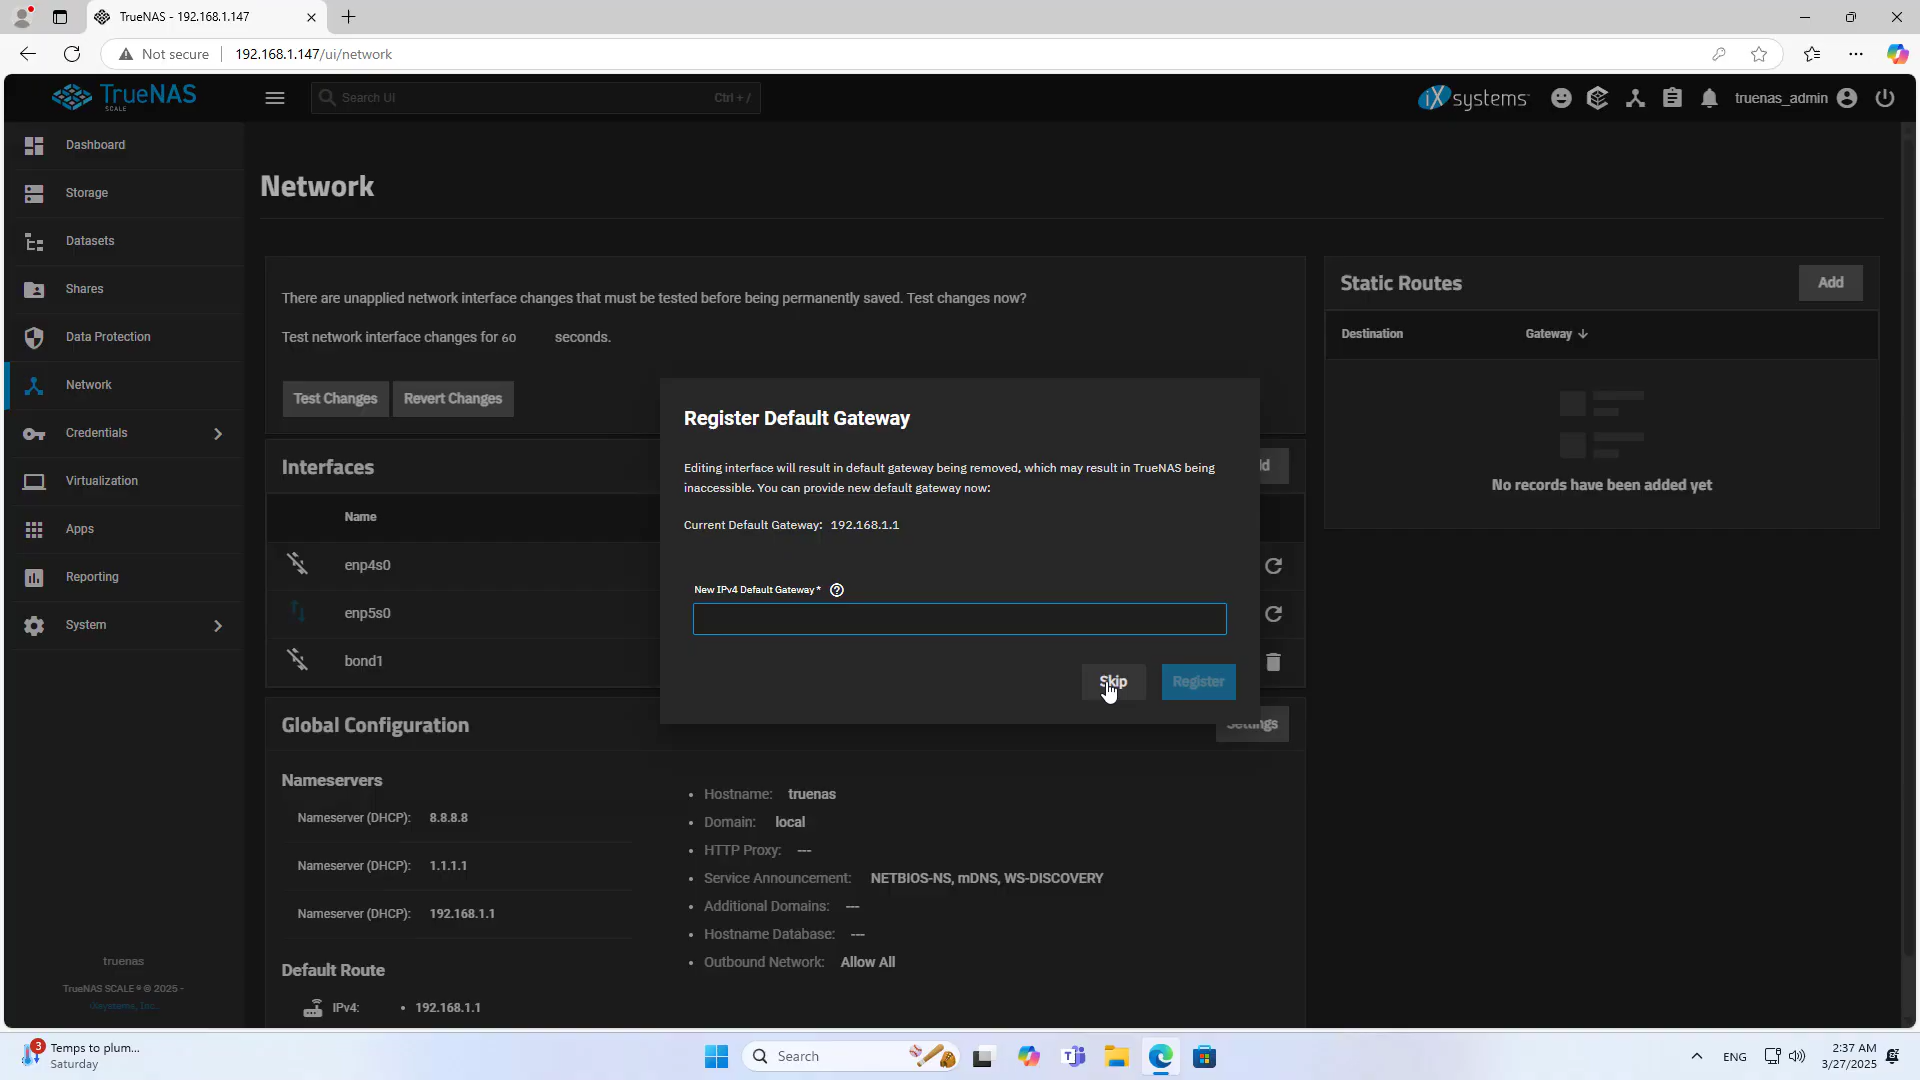 TrueNAS - 192.168.1.147
Not secure
192.168.1.147/ui/network
TrueNAS
SCALE
Search UI
Ctrl + /
iXsystems
truenas_admin
Dashboard
Storage
Datasets
Shares
Data Protection
Network
Credentials
Virtualization
Apps
Reporting
System
truenas
TrueNAS SCALE ® © 2025 -
iXsystems, Inc.
Network
There are unapplied network interface changes that must be tested before being permanently saved. Test changes now?
Test network interface changes for 60 seconds.
Test Changes
Revert Changes
Interfaces
Name
enp4s0
enp5s0
bond1
Register Default Gateway
Editing interface will result in default gateway being removed, which may result in TrueNAS being
inaccessible. You can provide new default gateway now:
Current Default Gateway: 192.168.1.1
New IPv4 Default Gateway *
Skip
Register
Global Configuration
Settings
Nameservers
Nameserver (DHCP): 8.8.8.8
Nameserver (DHCP): 1.1.1.1
Nameserver (DHCP): 192.168.1.1
Default Route
IPv4: • 192.168.1.1
• Hostname: truenas
• Domain: local
• HTTP Proxy: ---
• Service Announcement: NETBIOS-NS, mDNS, WS-DISCOVERY
• Additional Domains: ---
• Hostname Database: ---
• Outbound Network: Allow All
Static Routes
Add
Destination
Gateway
No records have been added yet
3
Temps to plum...
Saturday
Search
ENG
2:37 AM
3/27/2025